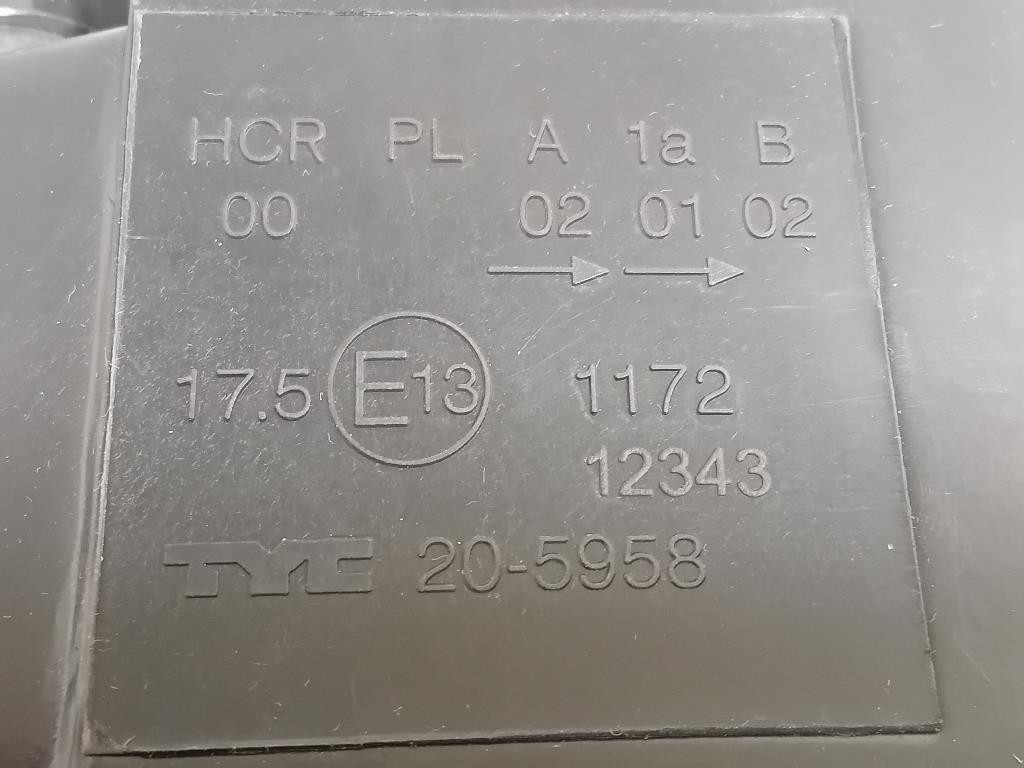 HCR PL A 1a B
00 02 01 02
17.5 E13 1172
12343
TYC 20-5958